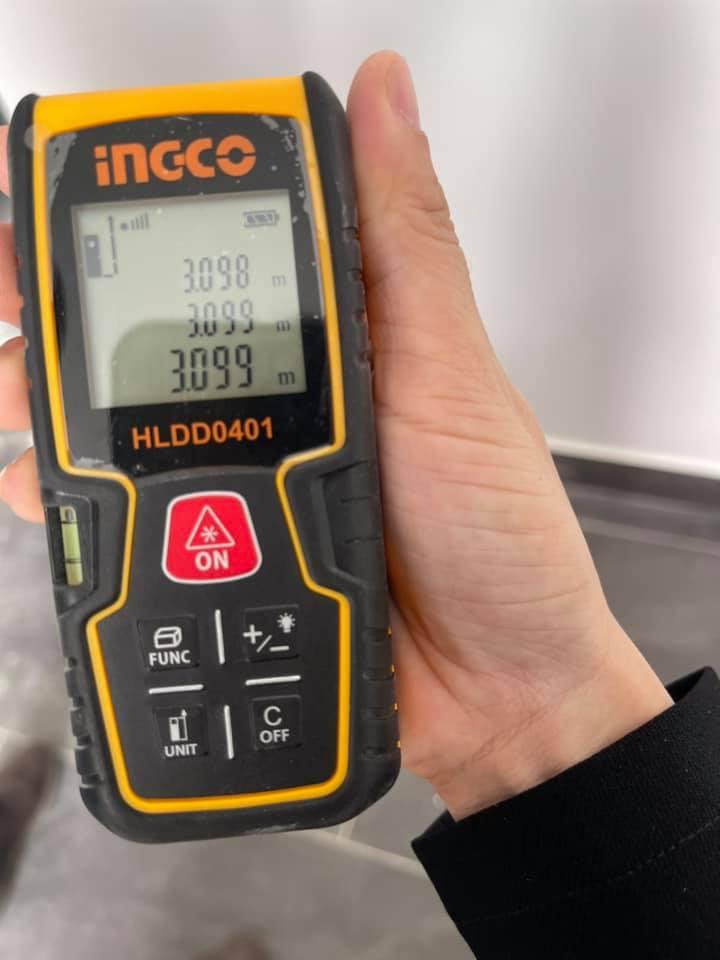 INGCO
3.098 m
3.099 m
3.099 m
HLDD0401
ON
FUNC
+/-
UNIT
C
OFF